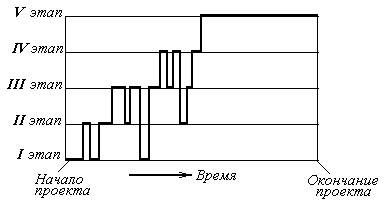 V этап
IV этап
III этап
II этап
I этап
Начало
проекта
Время
Окончание
проекта